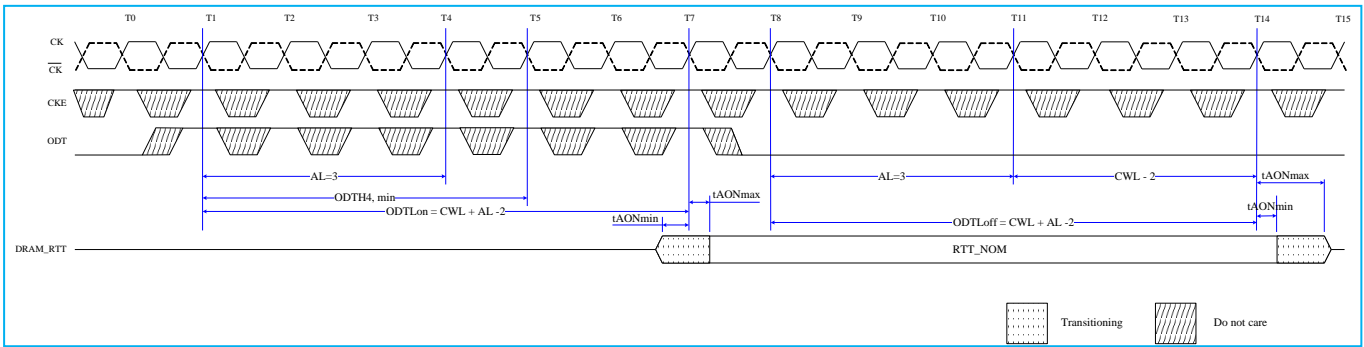 T0 T1 T2 T3 T4 T5 T6 T7 T8 T9 T10 T11 T12 T13 T14 T15
CK
CK
CKE
ODT
AL=3 AL=3 CWL - 2
ODTH4, min tAONmax tAONmax
ODTLon = CWL + AL -2 tAONmin
tAONmin ODTLoff = CWL + AL -2
DRAM_RTT RTT_NOM
Transitioning Do not care